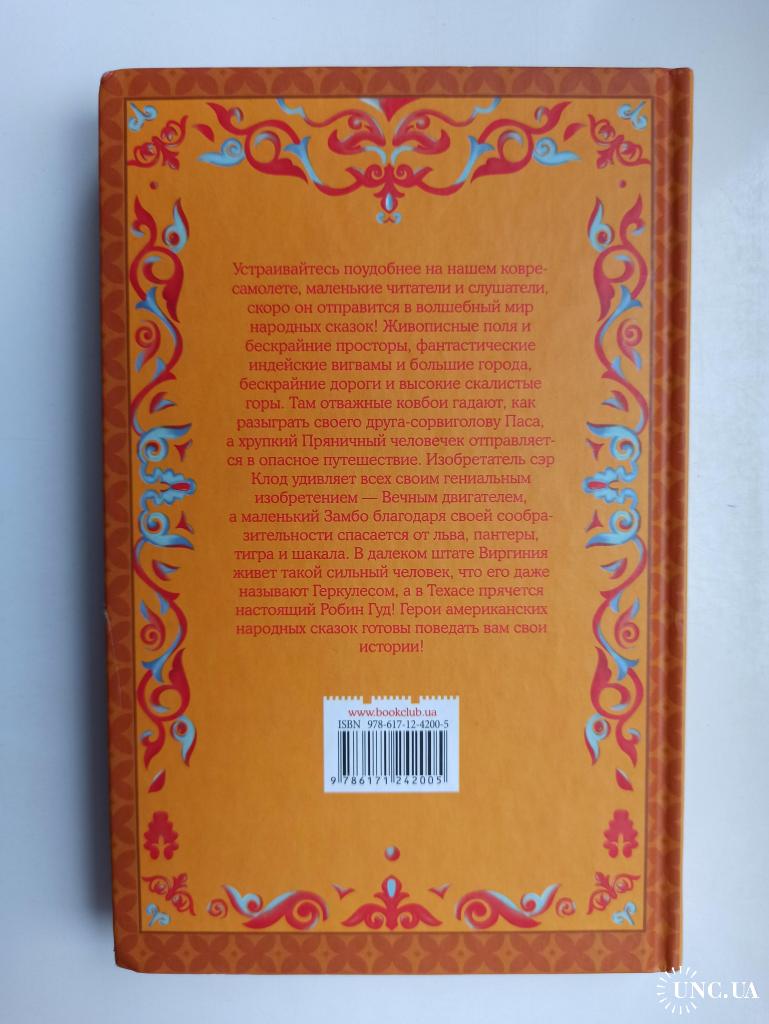 Устраивайтесь поудобнее на нашем ковре-
самолете, маленькие читатели и слушатели,
скоро он отправится в волшебный мир
народных сказок! Живописные поля и
бескрайние просторы, фантастические
индейские вигвамы и большие города,
бескрайние дороги и высокие скалистые
горы. Там отважные ковбои гадают, как
разыграть своего друга-сорвиголову Паса,
а хрупкий Пряничный человечек отправляет-
ся в опасное путешествие. Изобретатель сэр
Клод удивляет всех своим гениальным
изобретением — Вечным двигателем,
а маленький Замбо благодаря своей сообра-
зительности спасается от льва, пантеры,
тигра и шакала. В далеком штате Виргиния
живет такой сильный человек, что его даже
называют Геркулесом, а в Техасе прячется
настоящий Робин Гуд! Герои американских
народных сказок готовы поведать вам свои
истории!
www.bookclub.ua
ISBN 978-617-12-4200-5
9 786171 242005
UNC.UA